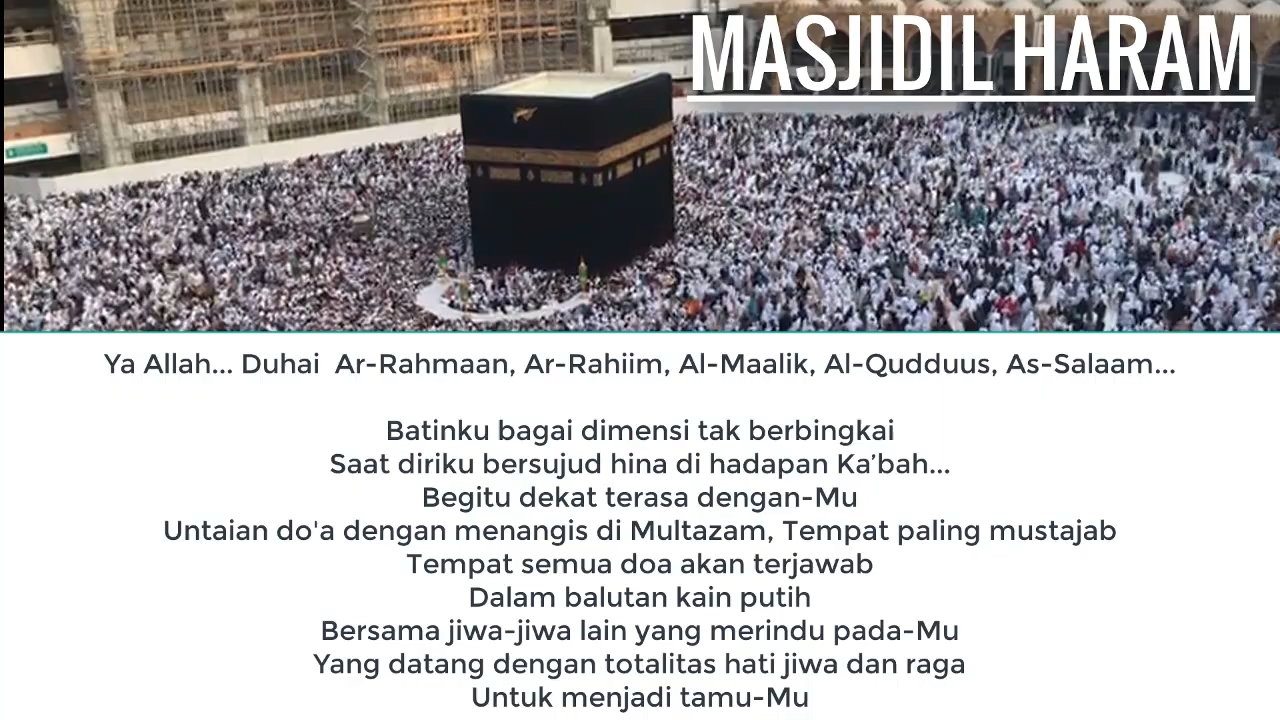 MASJIDIL HARAM
Ya Allah... Duhai  Ar-Rahmaan, Ar-Rahiim, Al-Maalik, Al-Qudduus, As-Salaam...
Batinku bagai dimensi tak berbingkai
Saat diriku bersujud hina di hadapan Ka’bah...
Begitu dekat terasa dengan-Mu
Untaian do'a dengan menangis di Multazam, Tempat paling mustajab
Tempat semua doa akan terjawab
Dalam balutan kain putih
Bersama jiwa-jiwa lain yang merindu pada-Mu
Yang datang dengan totalitas hati jiwa dan raga
Untuk menjadi tamu-Mu